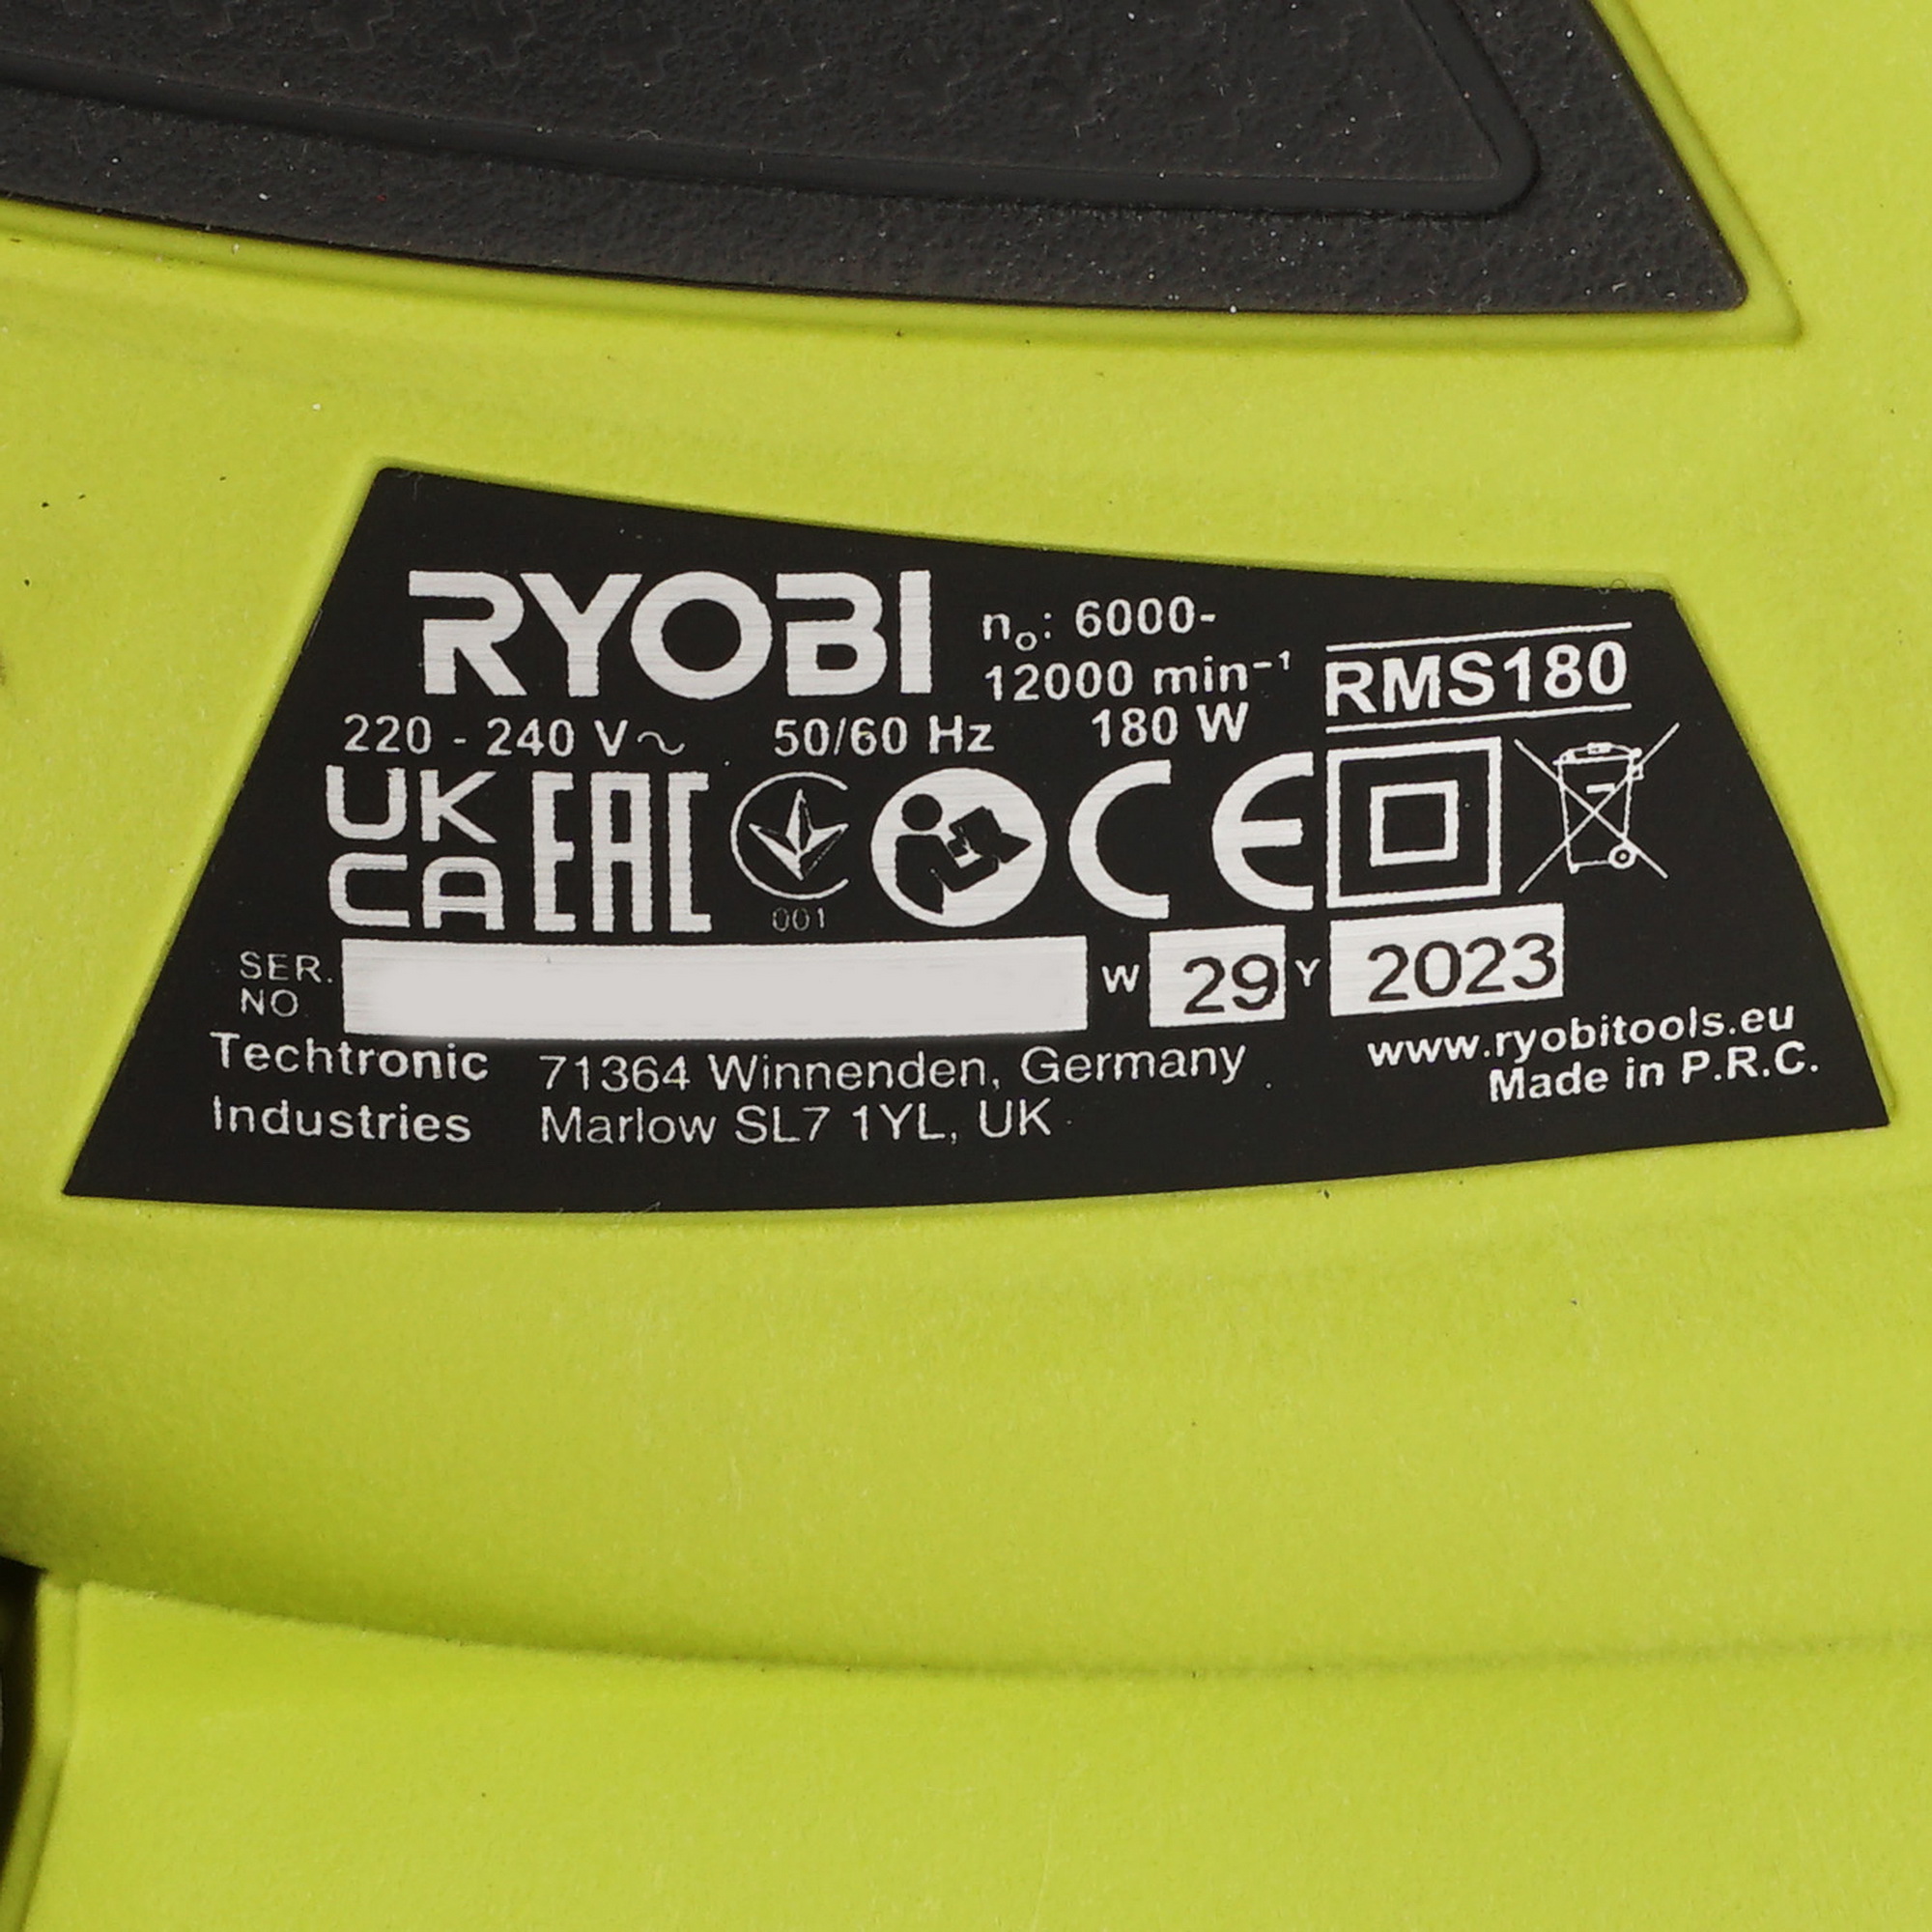 RYOBI
n₀: 6000-
12000 min⁻¹
RMS180
220 - 240 V~ 50/60 Hz 180 W
UK
CA
EAC
001
CE
SER.
NO
W 29 Y 2023
Techtronic
Industries
71364 Winnenden, Germany
Marlow SL7 1YL, UK
www.ryobitools.eu
Made in P.R.C.